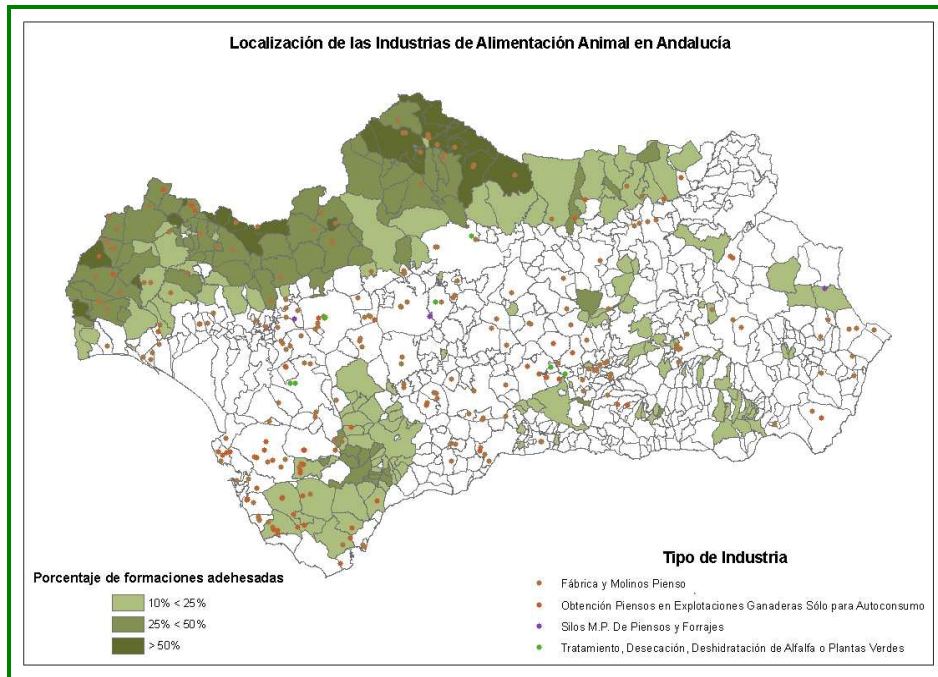 Localización de las Industrias de Alimentación Animal en Andalucía
Porcentaje de formaciones adehesadas
10% < 25%
25% < 50%
> 50%
Tipo de Industria
Fábrica y Molinos Pienso
Obtención Piensos en Explotaciones Ganaderas Sólo para Autoconsumo
Silos M.P. De Piensos y Forrajes
Tratamiento, Desecación, Deshidratación de Alfalfa o Plantas Verdes